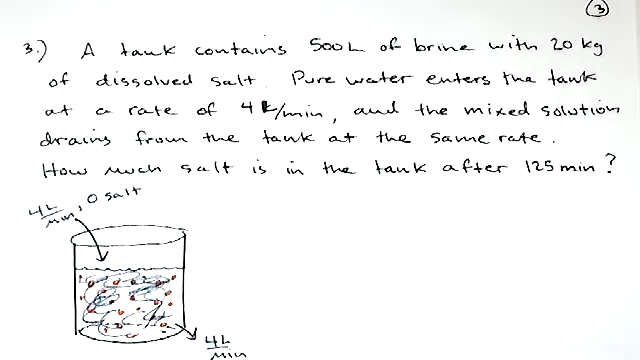 3
3.) A tank contains 500L of brine with 20 kg
of dissolved salt. Pure water enters the tank
at a rate of 4L/min, and the mixed solution
drains from the tank at the same rate.
How much salt is in the tank after 125 min?
4L/min, 0 salt
4L/min